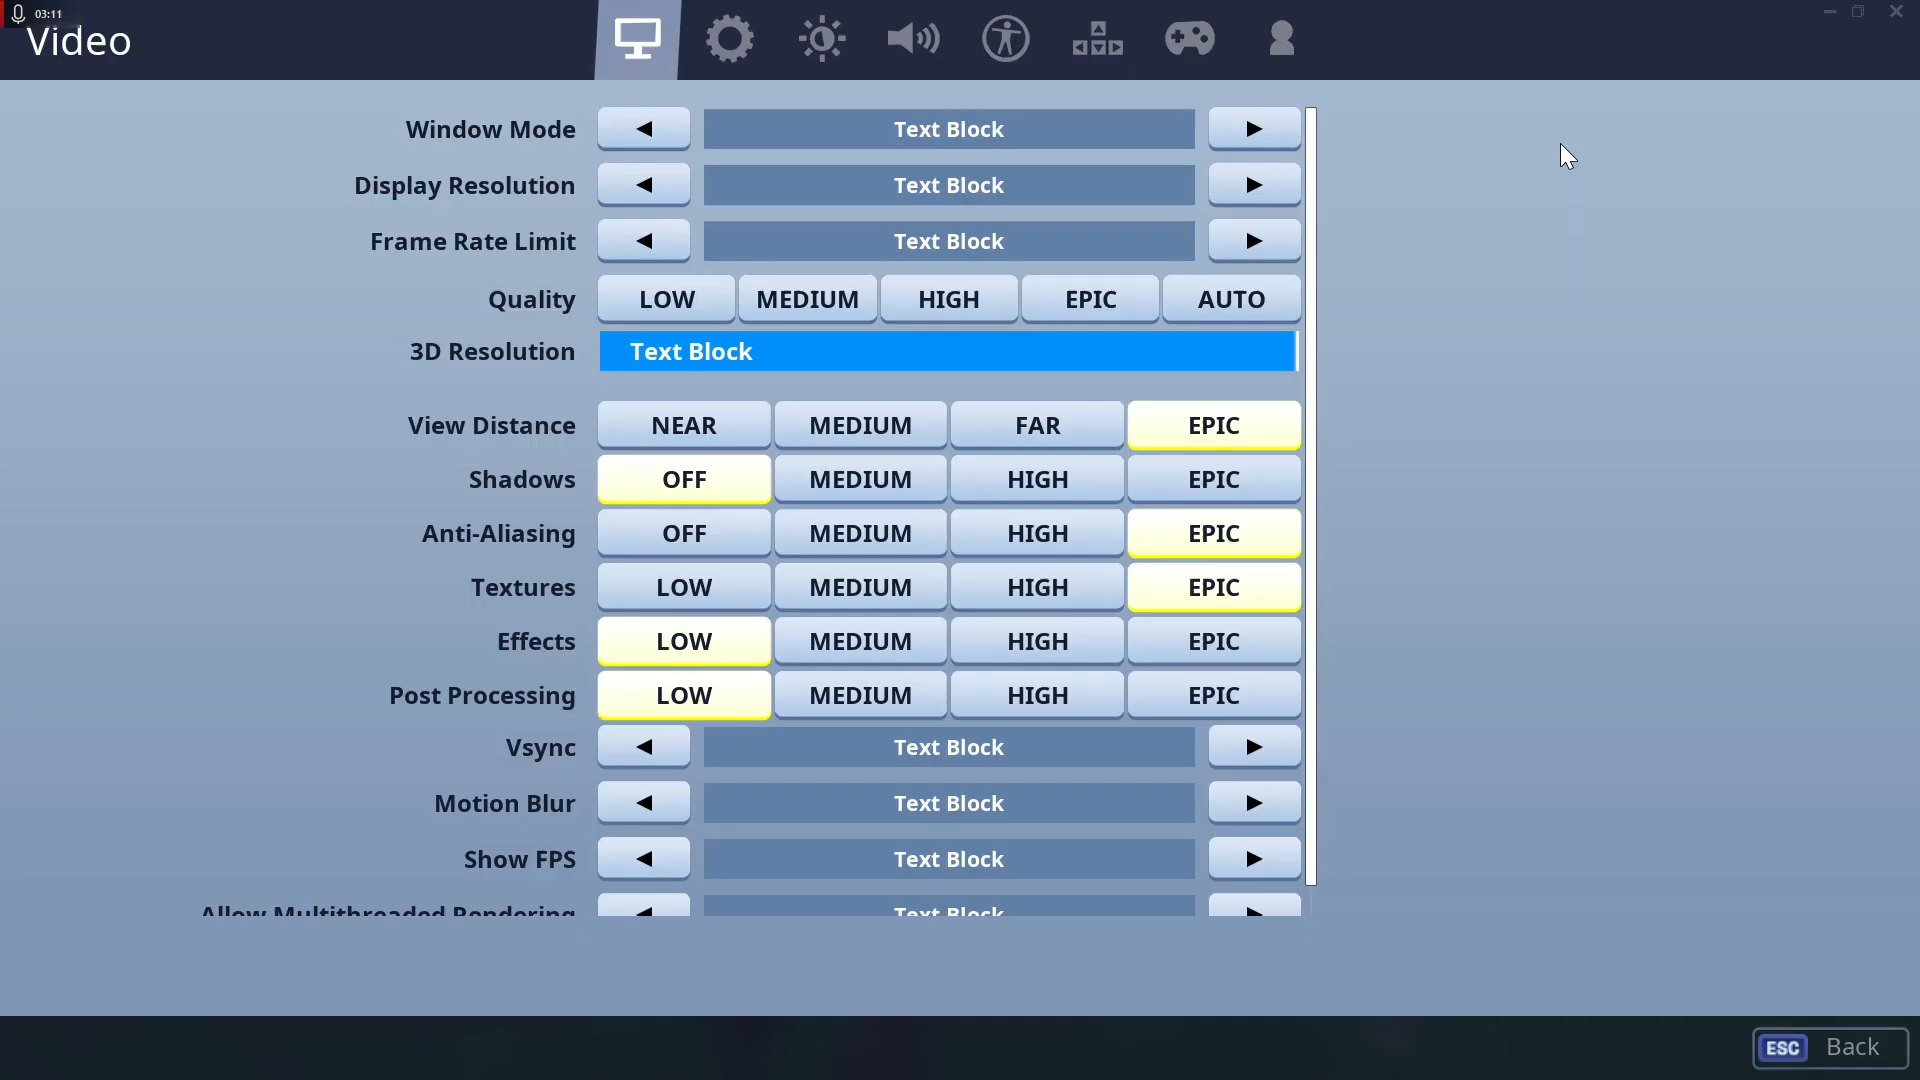 03:11
Video
Window Mode Text Block
Display Resolution Text Block
Frame Rate Limit Text Block
Quality LOW MEDIUM HIGH EPIC AUTO
3D Resolution Text Block
View Distance NEAR MEDIUM FAR EPIC
Shadows OFF MEDIUM HIGH EPIC
Anti-Aliasing OFF MEDIUM HIGH EPIC
Textures LOW MEDIUM HIGH EPIC
Effects LOW MEDIUM HIGH EPIC
Post Processing LOW MEDIUM HIGH EPIC
Vsync Text Block
Motion Blur Text Block
Show FPS Text Block
Allow Multithreaded Rendering Text Block
ESC Back